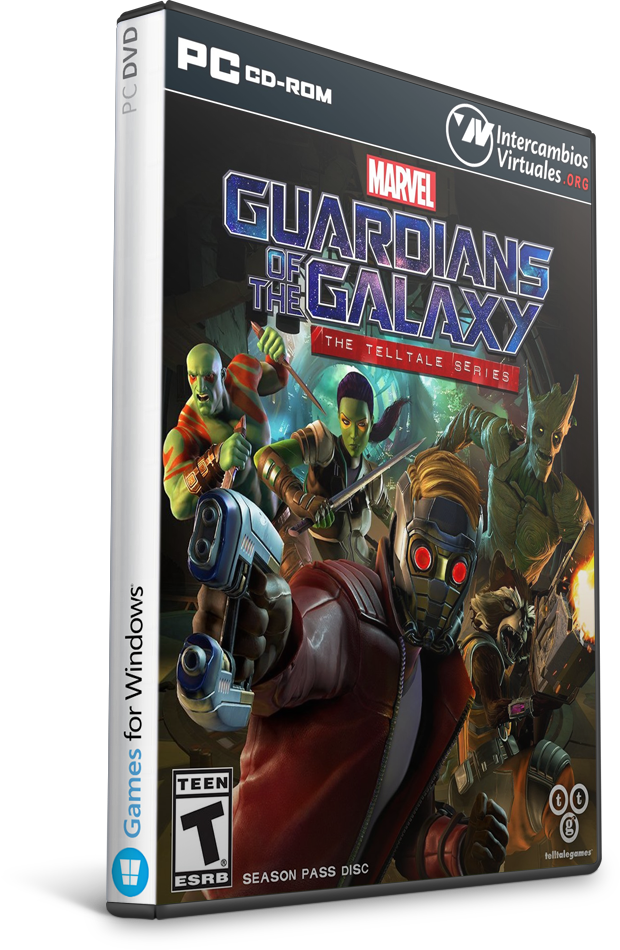 PC DVD
Games for Windows®
PC CD-ROM
Intercambios
Virtuales.ORG
MARVEL
GUARDIANS
OF
THE GALAXY
THE TELLTALE SERIES
TEEN
T
®
ESRB
SEASON PASS DISC
t t
g
telltalegames